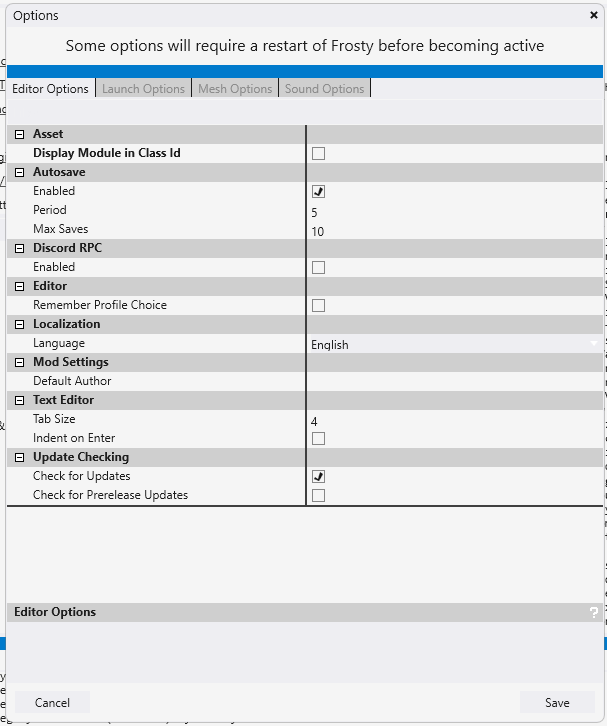 Options
Some options will require a restart of Frosty before becoming active
Editor Options Launch Options Mesh Options Sound Options
Asset
Display Module in Class Id
Autosave
Enabled
Period 5
Max Saves 10
Discord RPC
Enabled
Editor
Remember Profile Choice
Localization
Language English
Mod Settings
Default Author
Text Editor
Tab Size 4
Indent on Enter
Update Checking
Check for Updates
Check for Prerelease Updates
Editor Options ?
Cancel Save